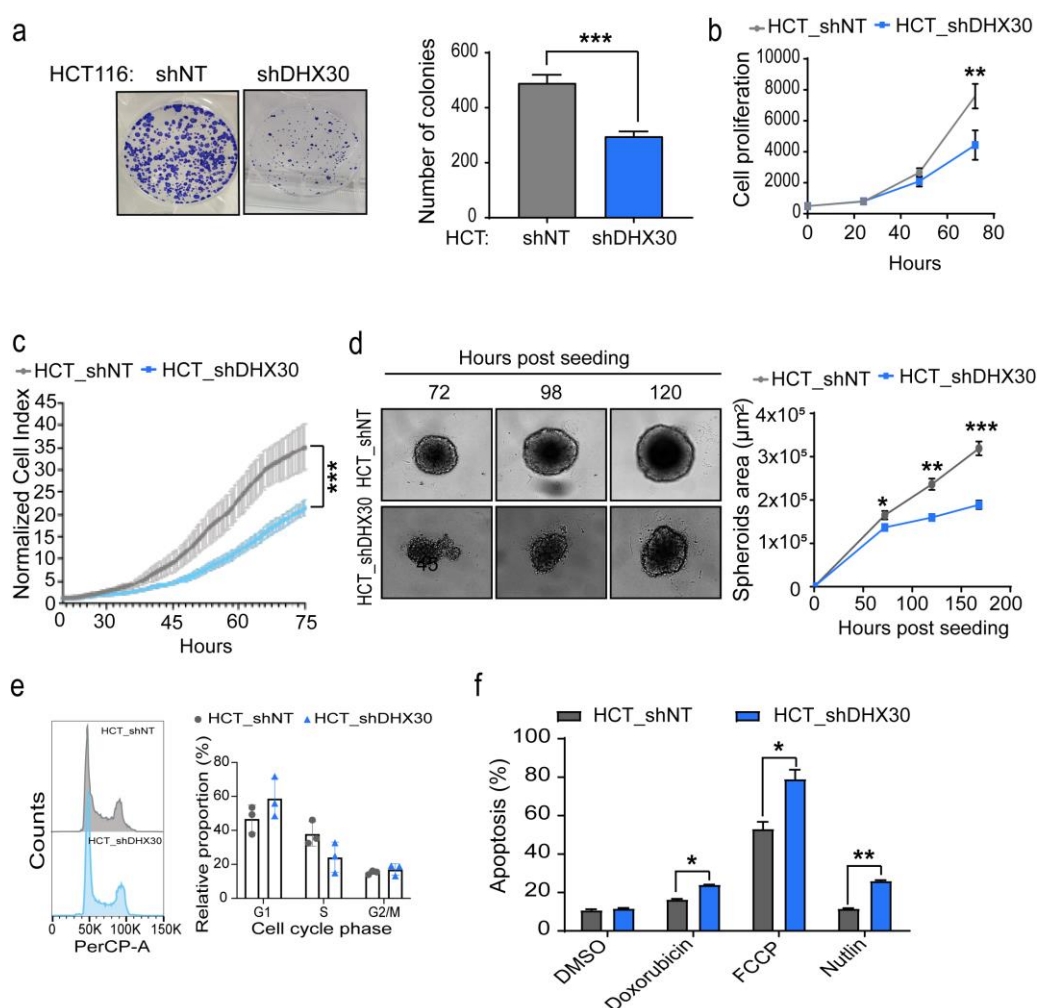 a
HCT116: shNT shDHX30
***
Number of colonies
600
400
200
0
HCT: shNT shDHX30
b
HCT_shNT HCT_shDHX30
**
Cell proliferation
10000
8000
6000
4000
2000
0
0 20 40 60 80
Hours
c
HCT_shNT HCT_shDHX30
***
Normalized Cell Index
45
40
35
30
25
20
15
10
5
0
0 30 45 60 75
Hours
d
Hours post seeding
72 98 120
HCT_shNT
HCT_shDHX30
48
HCT_shNT
HCT_shDHX30
* ** ***
Spheroids area (µm²)
4x10⁵
3x10⁵
2x10⁵
1x10⁵
0
0 50 100 150 200
Hours post seeding
e
HCT_shNT
HCT_shDHX30
Counts
0 50K 100K 150K
PerCP-A
HCT_shNT HCT_shDHX30
Relative proportion (%)
80
60
40
20
0
G1 S G2/M
Cell cycle phase
f
HCT_shNT HCT_shDHX30
* * **
Apoptosis (%)
100
80
60
40
20
0
DMSO Doxorubicin FCCP Nutlin